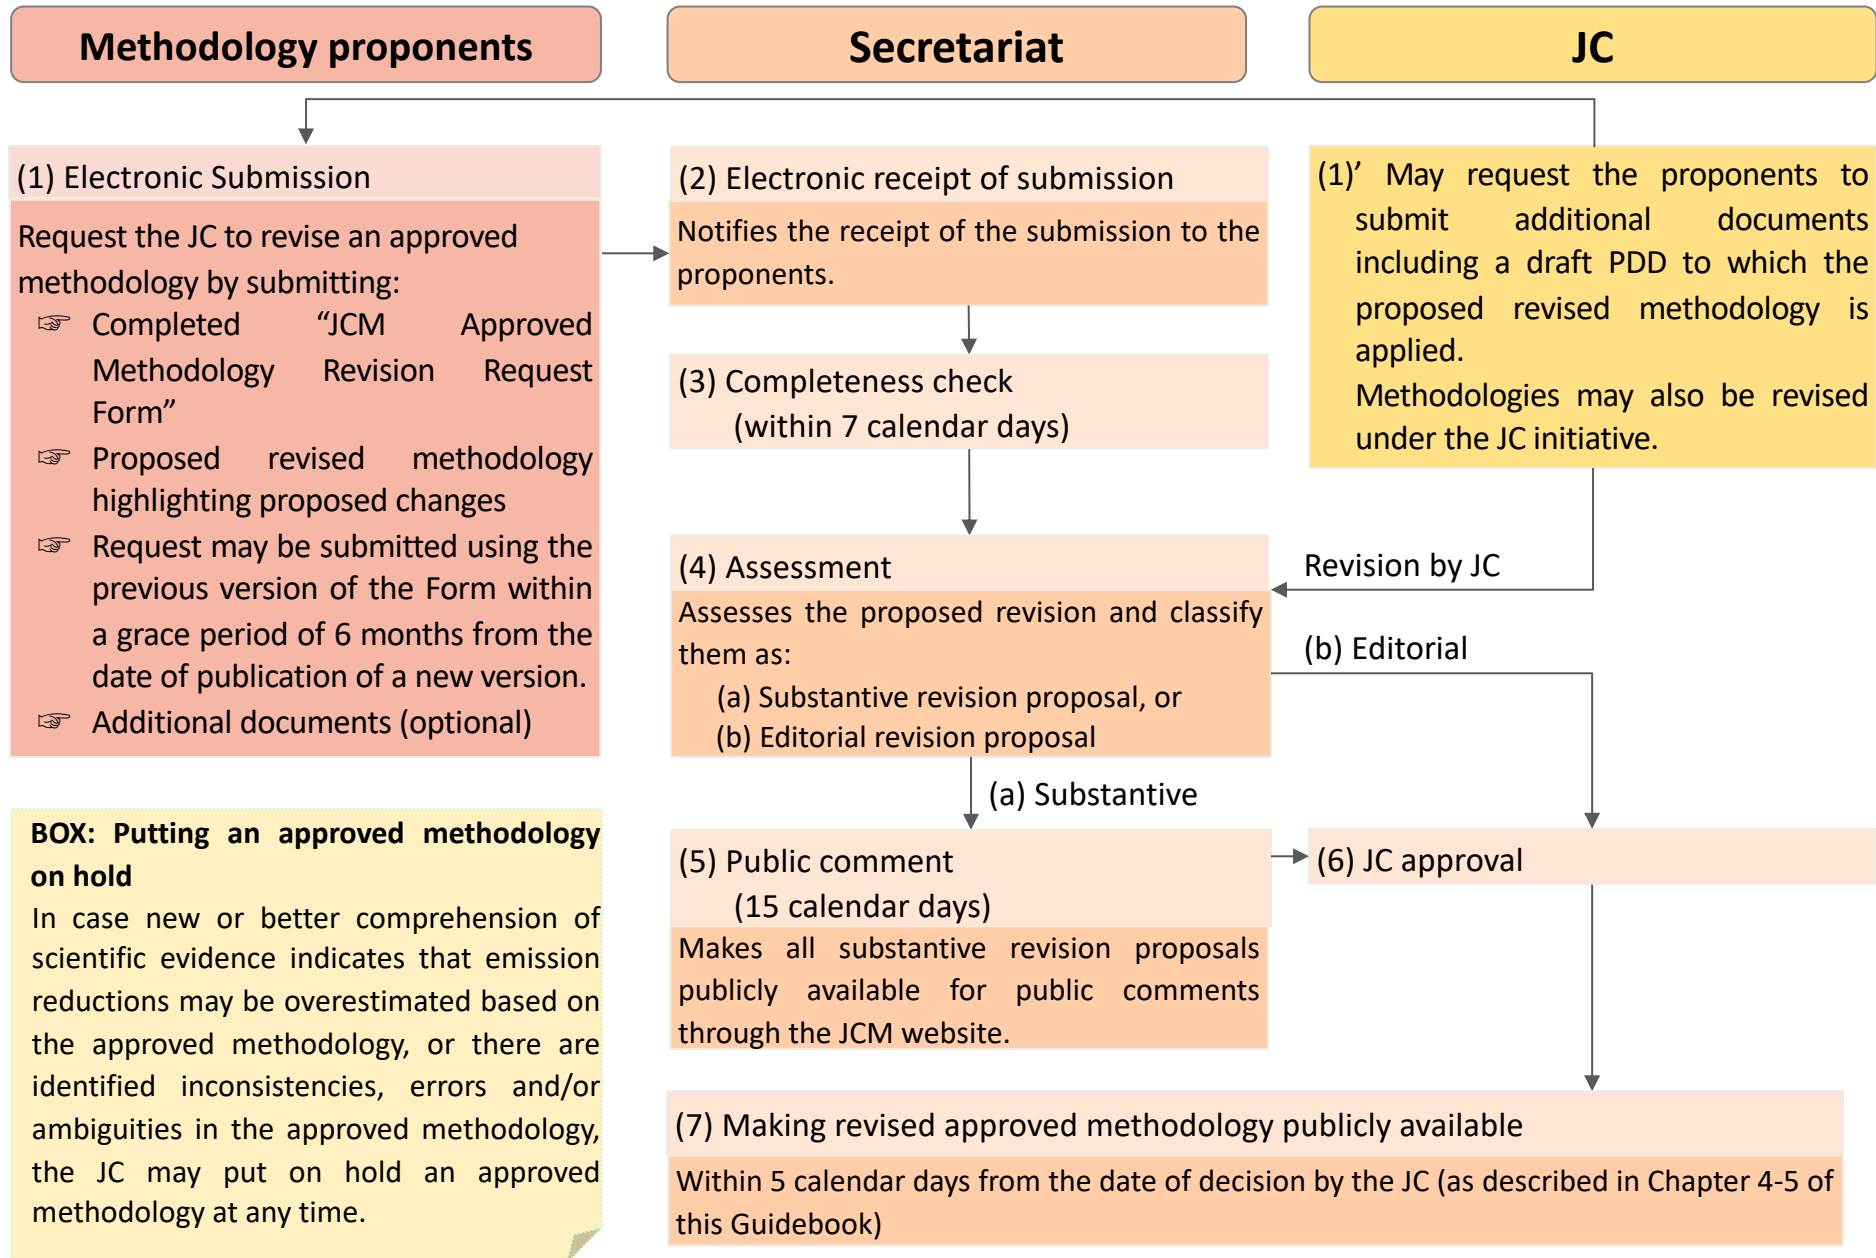 Methodology proponents
Secretariat
JC
(1) Electronic Submission
Request the JC to revise an approved
methodology by submitting:
☞ Completed “JCM Approved
Methodology Revision Request
Form”
☞ Proposed revised methodology
highlighting proposed changes
☞ Request may be submitted using the
previous version of the Form within
a grace period of 6 months from the
date of publication of a new version.
☞ Additional documents (optional)
(2) Electronic receipt of submission
Notifies the receipt of the submission to the
proponents.
(3) Completeness check
(within 7 calendar days)
(1)’ May request the proponents to
submit additional documents
including a draft PDD to which the
proposed revised methodology is
applied.
Methodologies may also be revised
under the JC initiative.
(4) Assessment
Assesses the proposed revision and classify
them as:
(a) Substantive revision proposal, or
(b) Editorial revision proposal
Revision by JC
(b) Editorial
(a) Substantive
(5) Public comment
(15 calendar days)
Makes all substantive revision proposals
publicly available for public comments
through the JCM website.
(6) JC approval
BOX: Putting an approved methodology
on hold
In case new or better comprehension of
scientific evidence indicates that emission
reductions may be overestimated based on
the approved methodology, or there are
identified inconsistencies, errors and/or
ambiguities in the approved methodology,
the JC may put on hold an approved
methodology at any time.
(7) Making revised approved methodology publicly available
Within 5 calendar days from the date of decision by the JC (as described in Chapter 4-5 of
this Guidebook)